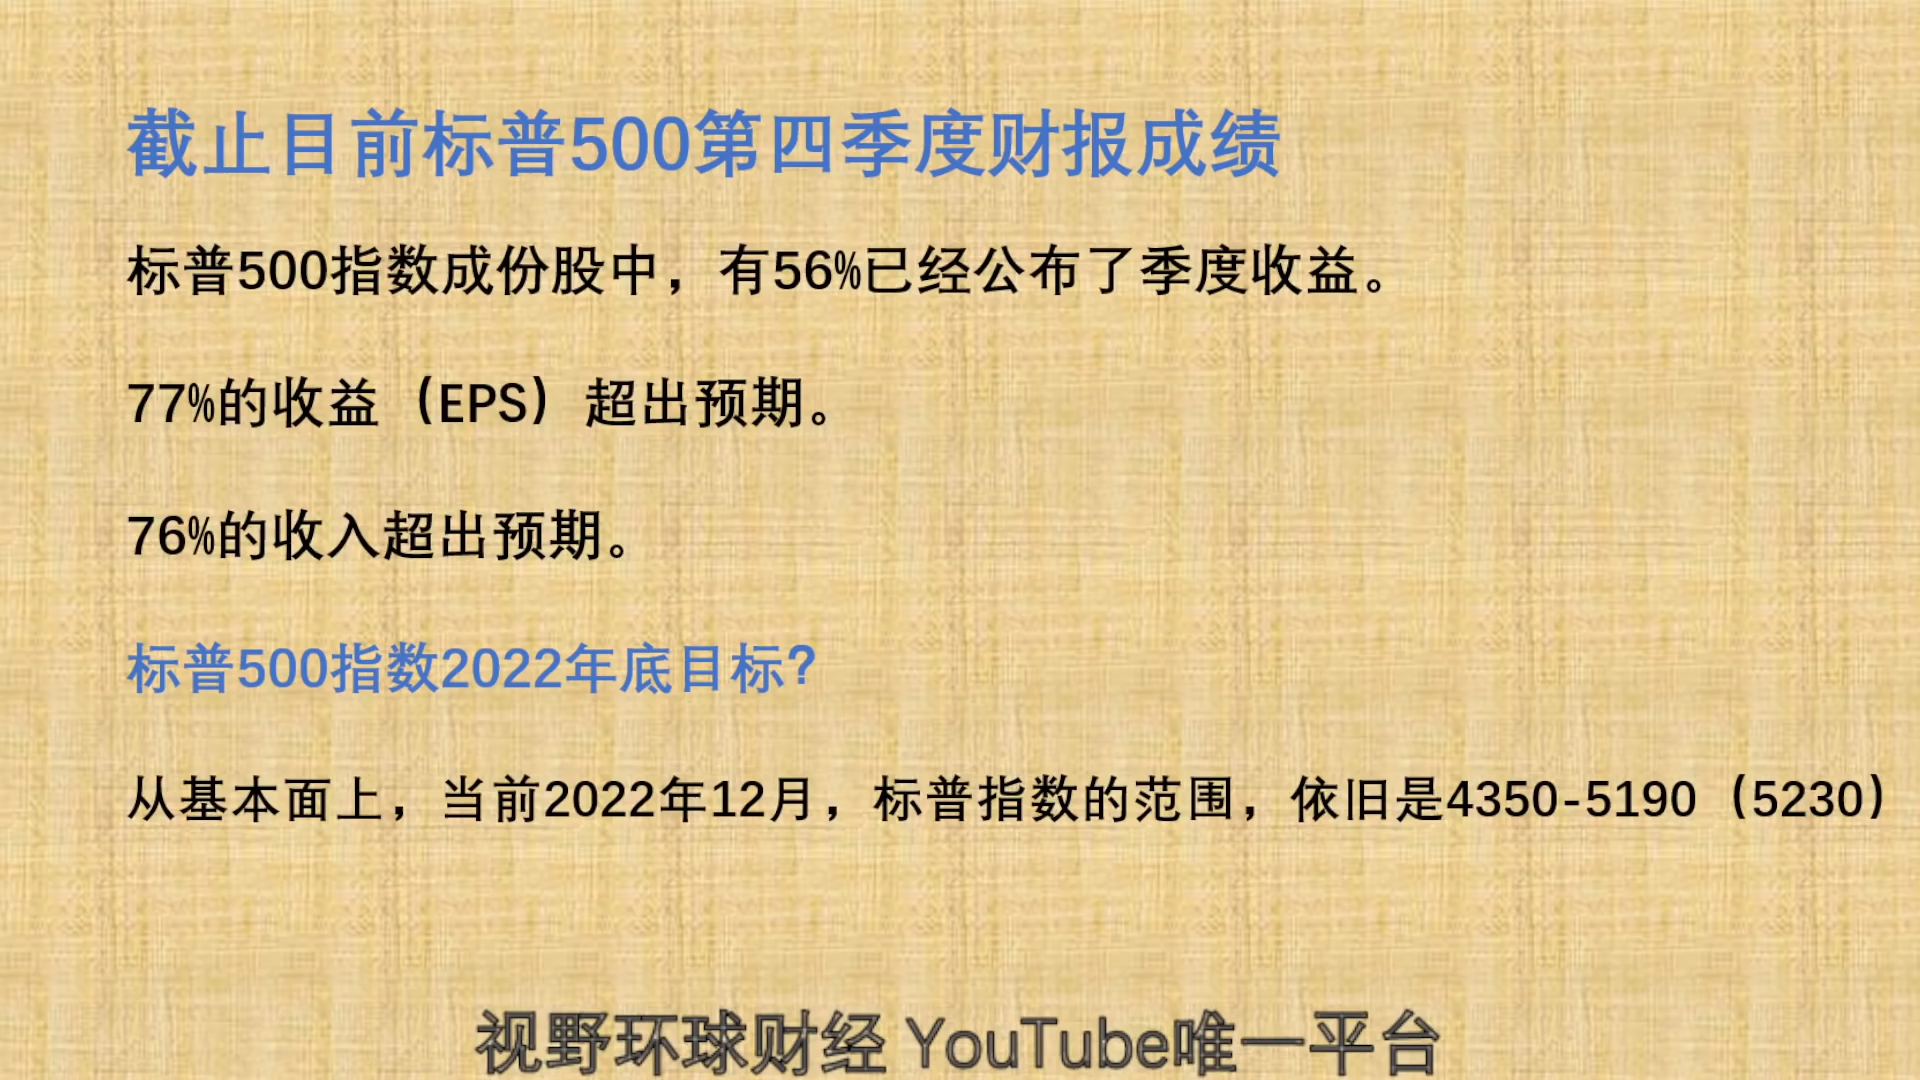 截止目前标普500第四季度财报成绩
标普500指数成份股中，有56%已经公布了季度收益。
77%的收益（EPS）超出预期。
76%的收入超出预期。
标普500指数2022年底目标？
从基本面上，当前2022年12月，标普指数的范围，依旧是4350-5190（5230）
视野环球财经 YouTube唯一平台